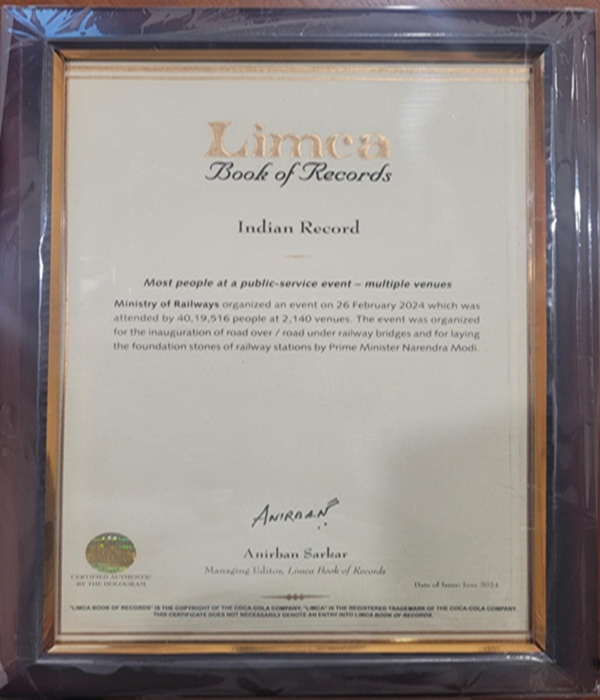 Limca
Book of Records
Indian Record
Most people at a public-service event – multiple venues
Ministry of Railways organized an event on 26 February 2024 which was
attended by 40,19,516 people at 2,140 venues. The event was organized
for the inauguration of road over / road under railway bridges and for laying
the foundation stones of railway stations by Prime Minister Narendra Modi.
ANIRBAN
Anirban Sarkar
Managing Editor, Limca Book of Records
CERTIFIED AUTHENTIC
BY THE HOLOGRAM
Date of Issue: June 2024
"LIMCA BOOK OF RECORDS" IS THE COPYRIGHT OF THE COCA-COLA COMPANY. "LIMCA" IS THE REGISTERED TRADEMARK OF THE COCA-COLA COMPANY.
THIS CERTIFICATE DOES NOT NECESSARILY DENOTE AN ENTRY INTO LIMCA BOOK OF RECORDS.